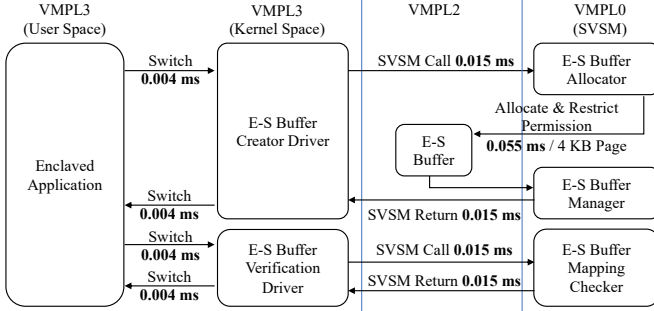 VMPL3
(User Space)
VMPL3
(Kernel Space)
VMPL2
VMPL0
(SVSM)
Enclaved
Application
Switch
0.004 ms
E-S Buffer
Creator Driver
SVSM Call 0.015 ms
E-S Buffer
Allocator
Allocate & Restrict
Permission
0.055 ms / 4 KB Page
E-S
Buffer
E-S Buffer
Manager
SVSM Return 0.015 ms
Switch
0.004 ms
Switch
0.004 ms
E-S Buffer
Verification
Driver
SVSM Call 0.015 ms
E-S Buffer
Mapping
Checker
SVSM Return 0.015 ms
Switch
0.004 ms